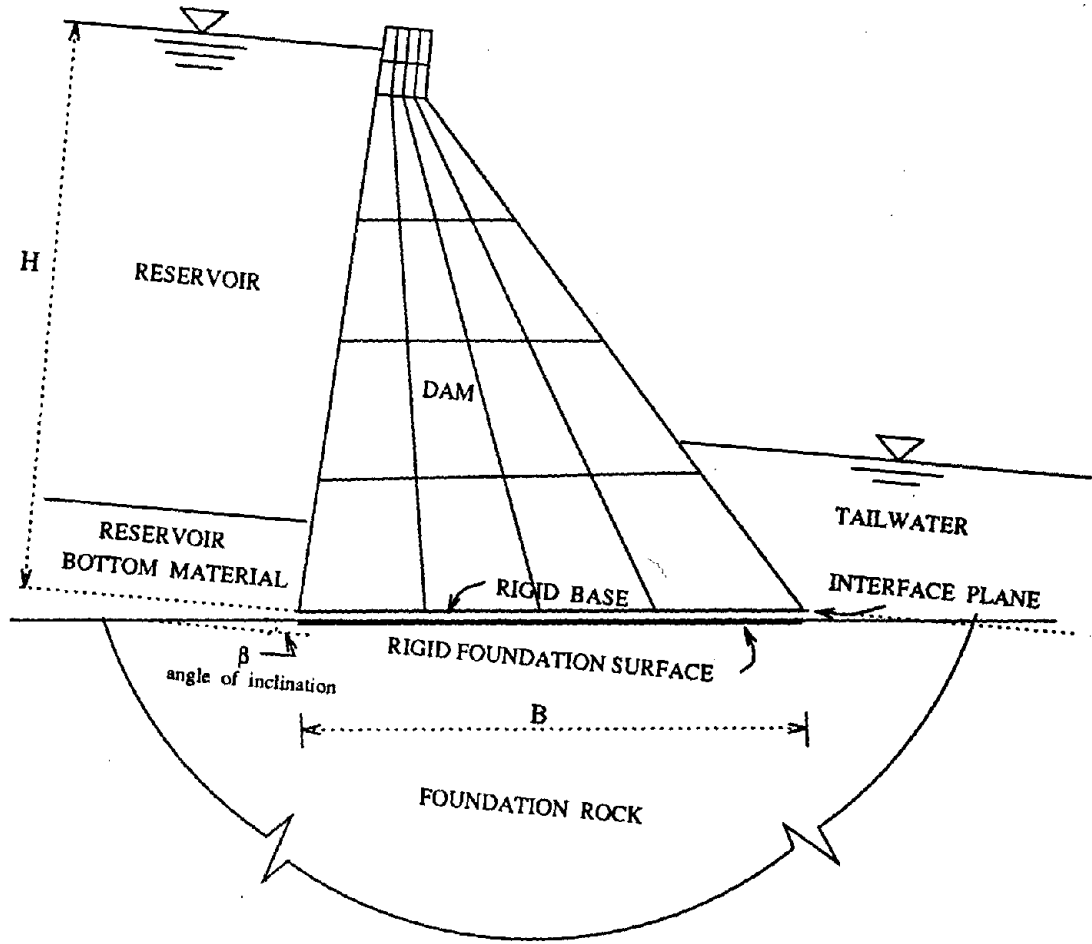 H
RESERVOIR
DAM
RESERVOIR
BOTTOM MATERIAL
TAILWATER
RIGID BASE
INTERFACE PLANE
RIGID FOUNDATION SURFACE
β
angle of inclination
B
FOUNDATION ROCK